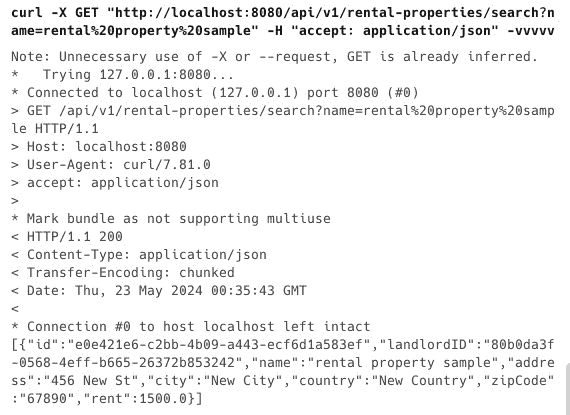 curl -X GET "http://localhost:8080/api/v1/rental-properties/search?n
ame=rental%20property%20sample" -H "accept: application/json" -vvvvv
Note: Unnecessary use of -X or --request, GET is already inferred.
*   Trying 127.0.0.1:8080...
* Connected to localhost (127.0.0.1) port 8080 (#0)
> GET /api/v1/rental-properties/search?name=rental%20property%20samp
le HTTP/1.1
> Host: localhost:8080
> User-Agent: curl/7.81.0
> accept: application/json
>
* Mark bundle as not supporting multiuse
< HTTP/1.1 200
< Content-Type: application/json
< Transfer-Encoding: chunked
< Date: Thu, 23 May 2024 00:35:43 GMT
<
* Connection #0 to host localhost left intact
[{"id":"e0e421e6-c2bb-4b09-a443-ecf6d1a583ef","landlordID":"80b0da3f
-0568-4eff-b665-26372b853242","name":"rental property sample","addre
ss":"456 New St","city":"New City","country":"New Country","zipCode"
:"67890","rent":1500.0}]